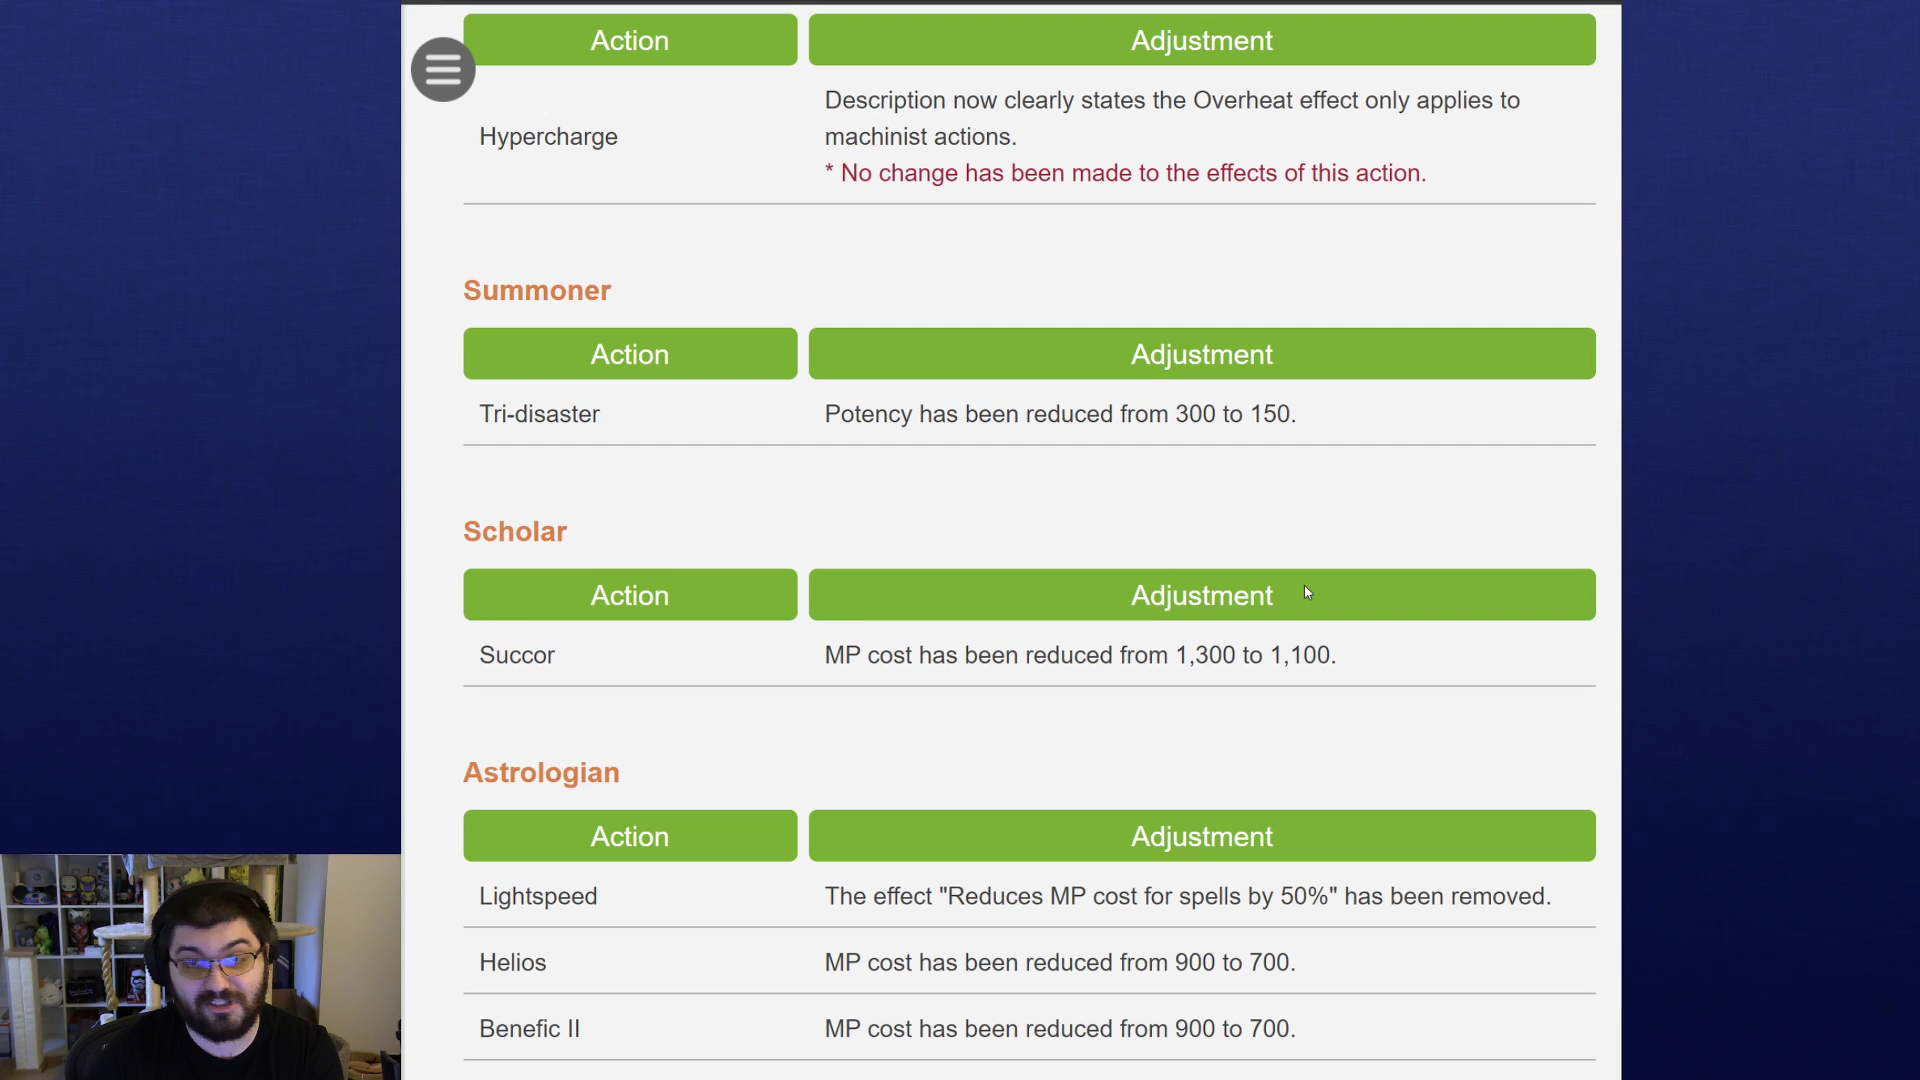 Action Adjustment
Hypercharge
Description now clearly states the Overheat effect only applies to
machinist actions.
* No change has been made to the effects of this action.
Summoner
Action Adjustment
Tri-disaster Potency has been reduced from 300 to 150.
Scholar
Action Adjustment
Succor MP cost has been reduced from 1,300 to 1,100.
Astrologian
Action Adjustment
Lightspeed The effect "Reduces MP cost for spells by 50%" has been removed.
Helios MP cost has been reduced from 900 to 700.
Benefic II MP cost has been reduced from 900 to 700.